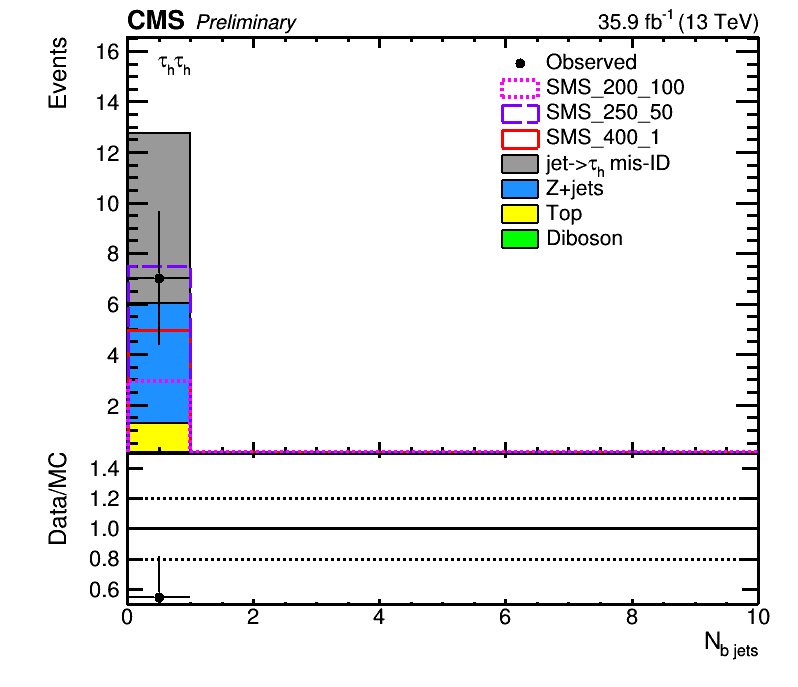 CMS Preliminary 35.9 fb⁻¹ (13 TeV)
Events
16
14
12
10
8
6
4
2
τₕτₕ
Observed
SMS_200_100
SMS_250_50
SMS_400_1
jet->τₕ mis-ID
Z+jets
Top
Diboson
Data/MC
1.4
1.2
1.0
0.8
0.6
0 2 4 6 8 10
N_b jets